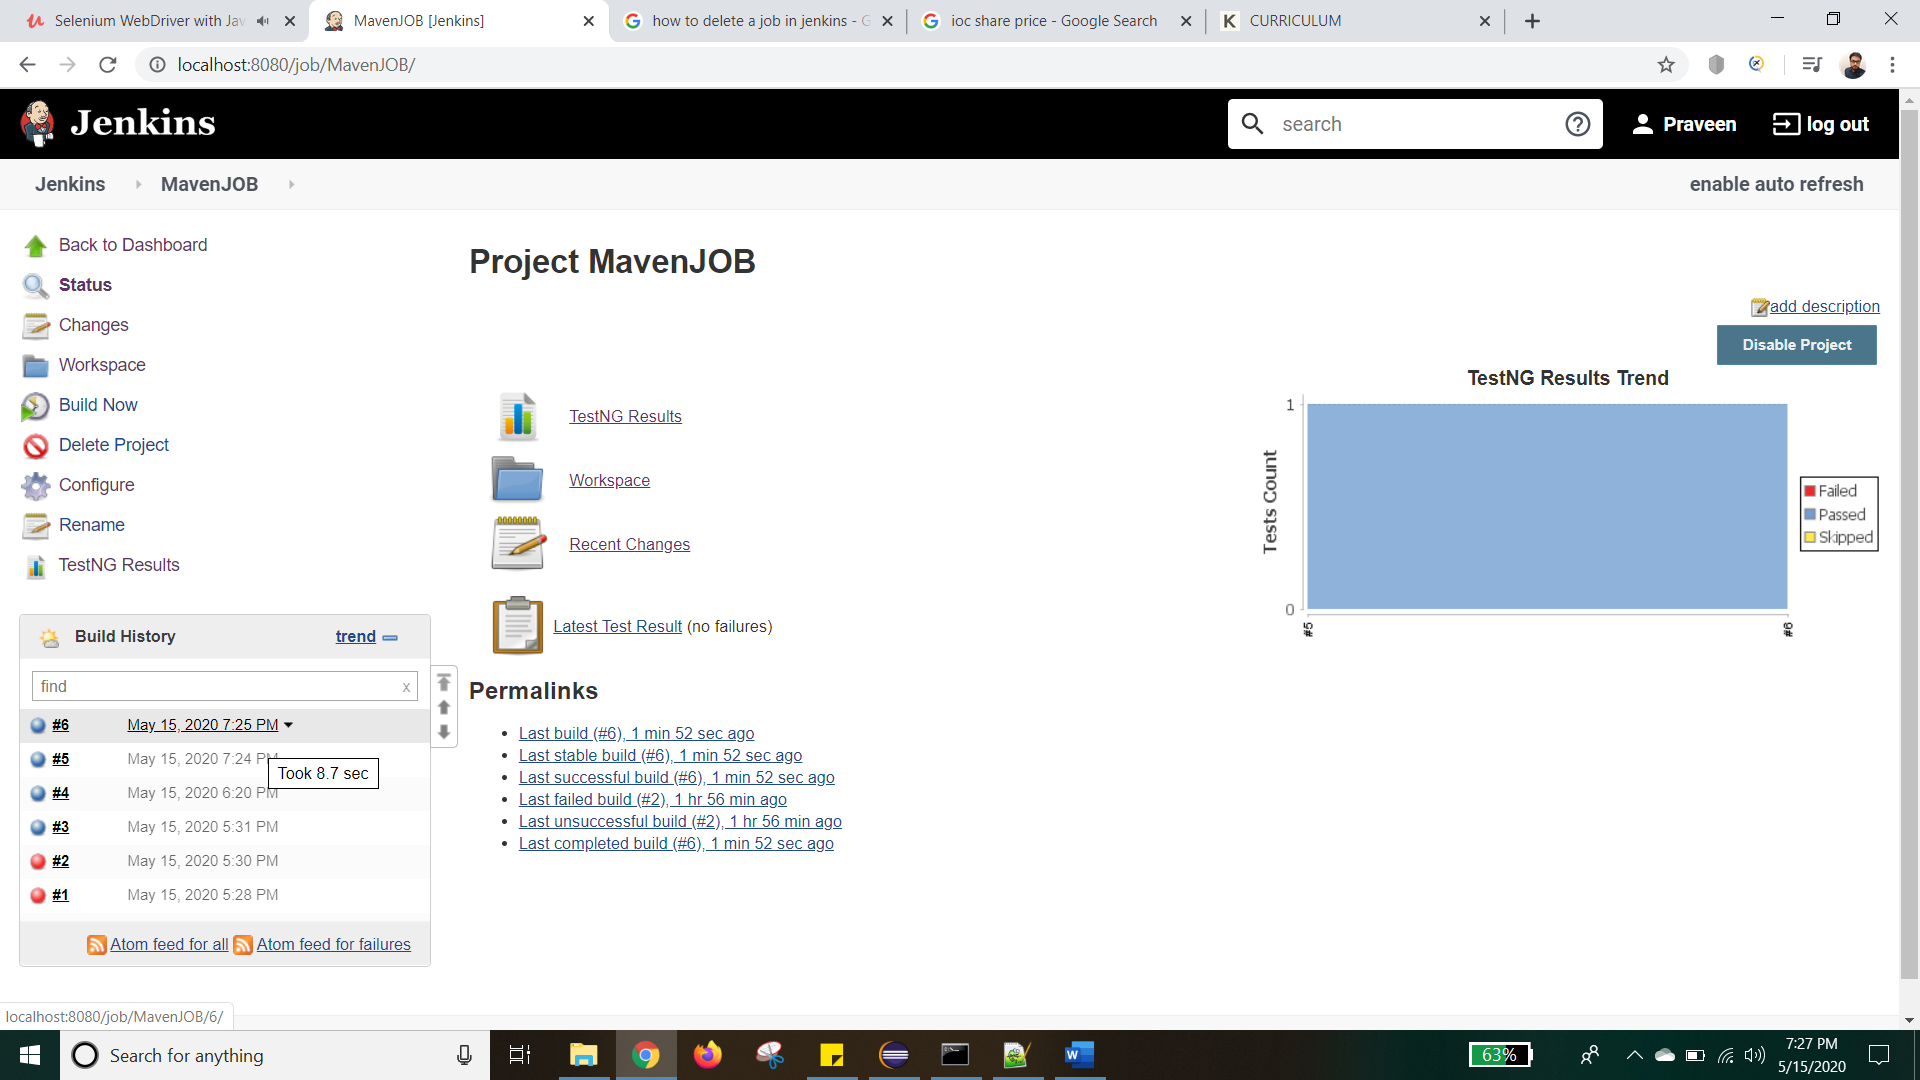 Selenium WebDriver with Jav
MavenJOB [Jenkins]
how to delete a job in jenkins - G
ioc share price - Google Search
CURRICULUM
localhost:8080/job/MavenJOB/
Jenkins
search
Praveen
log out
Jenkins
MavenJOB
enable auto refresh
Back to Dashboard
Status
Changes
Workspace
Build Now
Delete Project
Configure
Rename
TestNG Results
Project MavenJOB
add description
Disable Project
TestNG Results
Workspace
Recent Changes
Latest Test Result (no failures)
TestNG Results Trend
1
Tests Count
0
#5
#6
Failed
Passed
Skipped
Build History
trend
find
x
#6 May 15, 2020 7:25 PM
#5 May 15, 2020 7:24 PM
Took 8.7 sec
#4 May 15, 2020 6:20 PM
#3 May 15, 2020 5:31 PM
#2 May 15, 2020 5:30 PM
#1 May 15, 2020 5:28 PM
Atom feed for all
Atom feed for failures
Permalinks
Last build (#6), 1 min 52 sec ago
Last stable build (#6), 1 min 52 sec ago
Last successful build (#6), 1 min 52 sec ago
Last failed build (#2), 1 hr 56 min ago
Last unsuccessful build (#2), 1 hr 56 min ago
Last completed build (#6), 1 min 52 sec ago
localhost:8080/job/MavenJOB/6/
Search for anything
63%
7:27 PM
5/15/2020